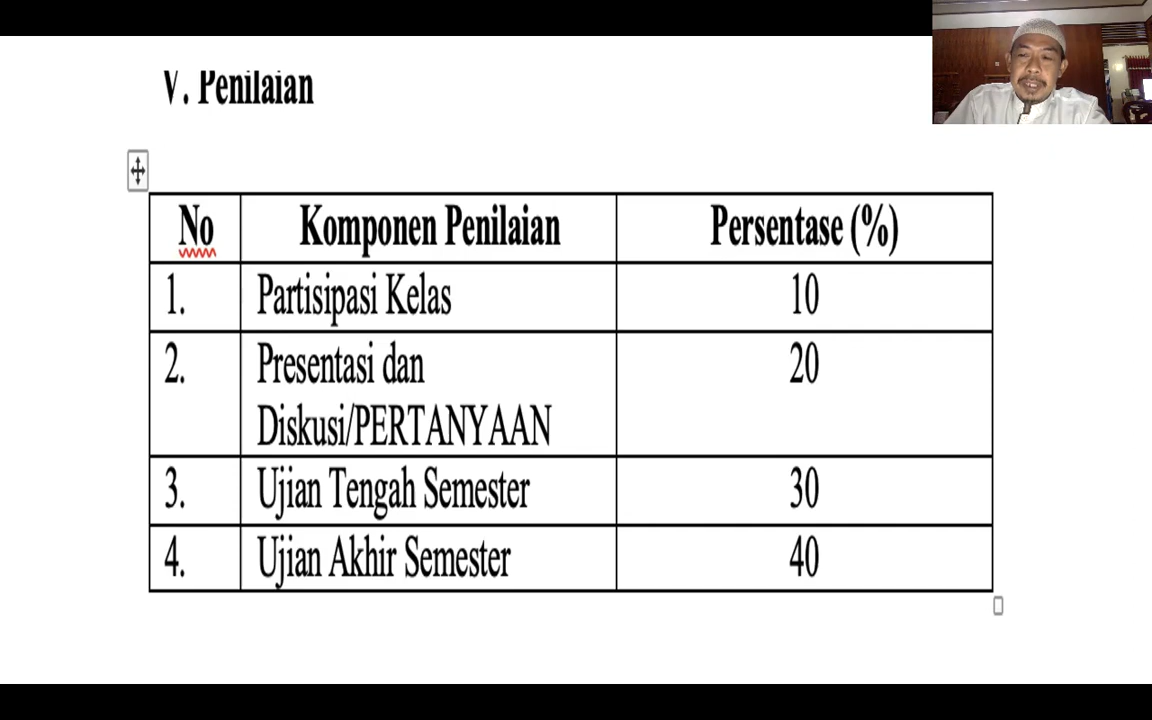 V. Penilaian
No Komponen Penilaian Persentase (%)
1. Partisipasi Kelas 10
2. Presentasi dan 20
Diskusi/PERTANYAAN
3. Ujian Tengah Semester 30
4. Ujian Akhir Semester 40